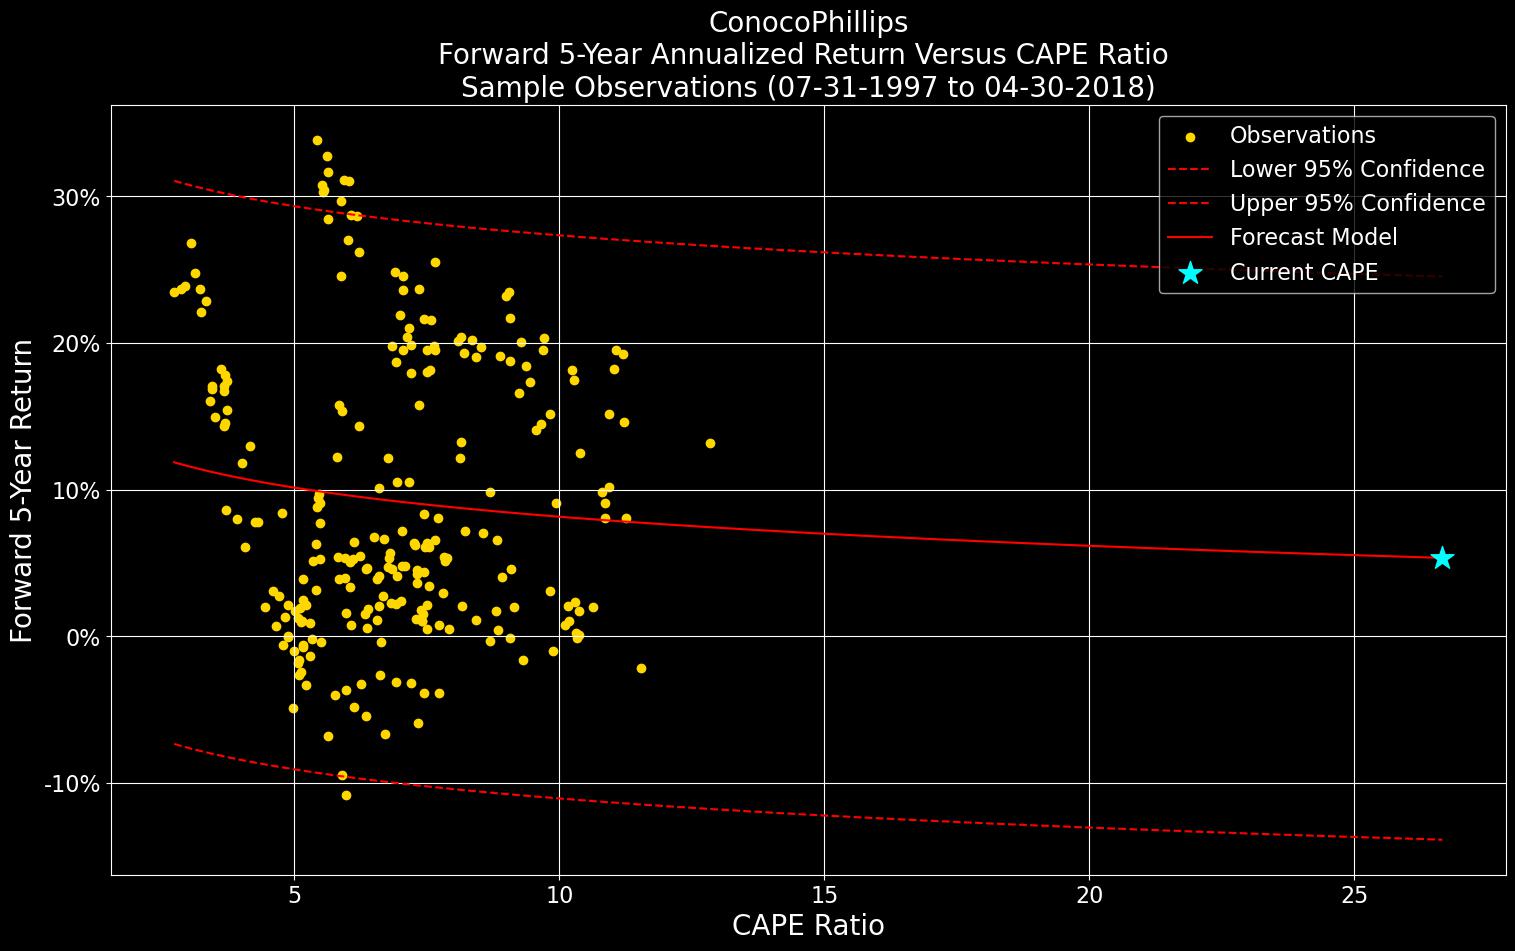 ConocoPhillips
Forward 5-Year Annualized Return Versus CAPE Ratio
Sample Observations (07-31-1997 to 04-30-2018)
Observations
Lower 95% Confidence
Upper 95% Confidence
Forecast Model
Current CAPE
Forward 5-Year Return
30%
20%
10%
0%
-10%
5
10
15
20
25
CAPE Ratio